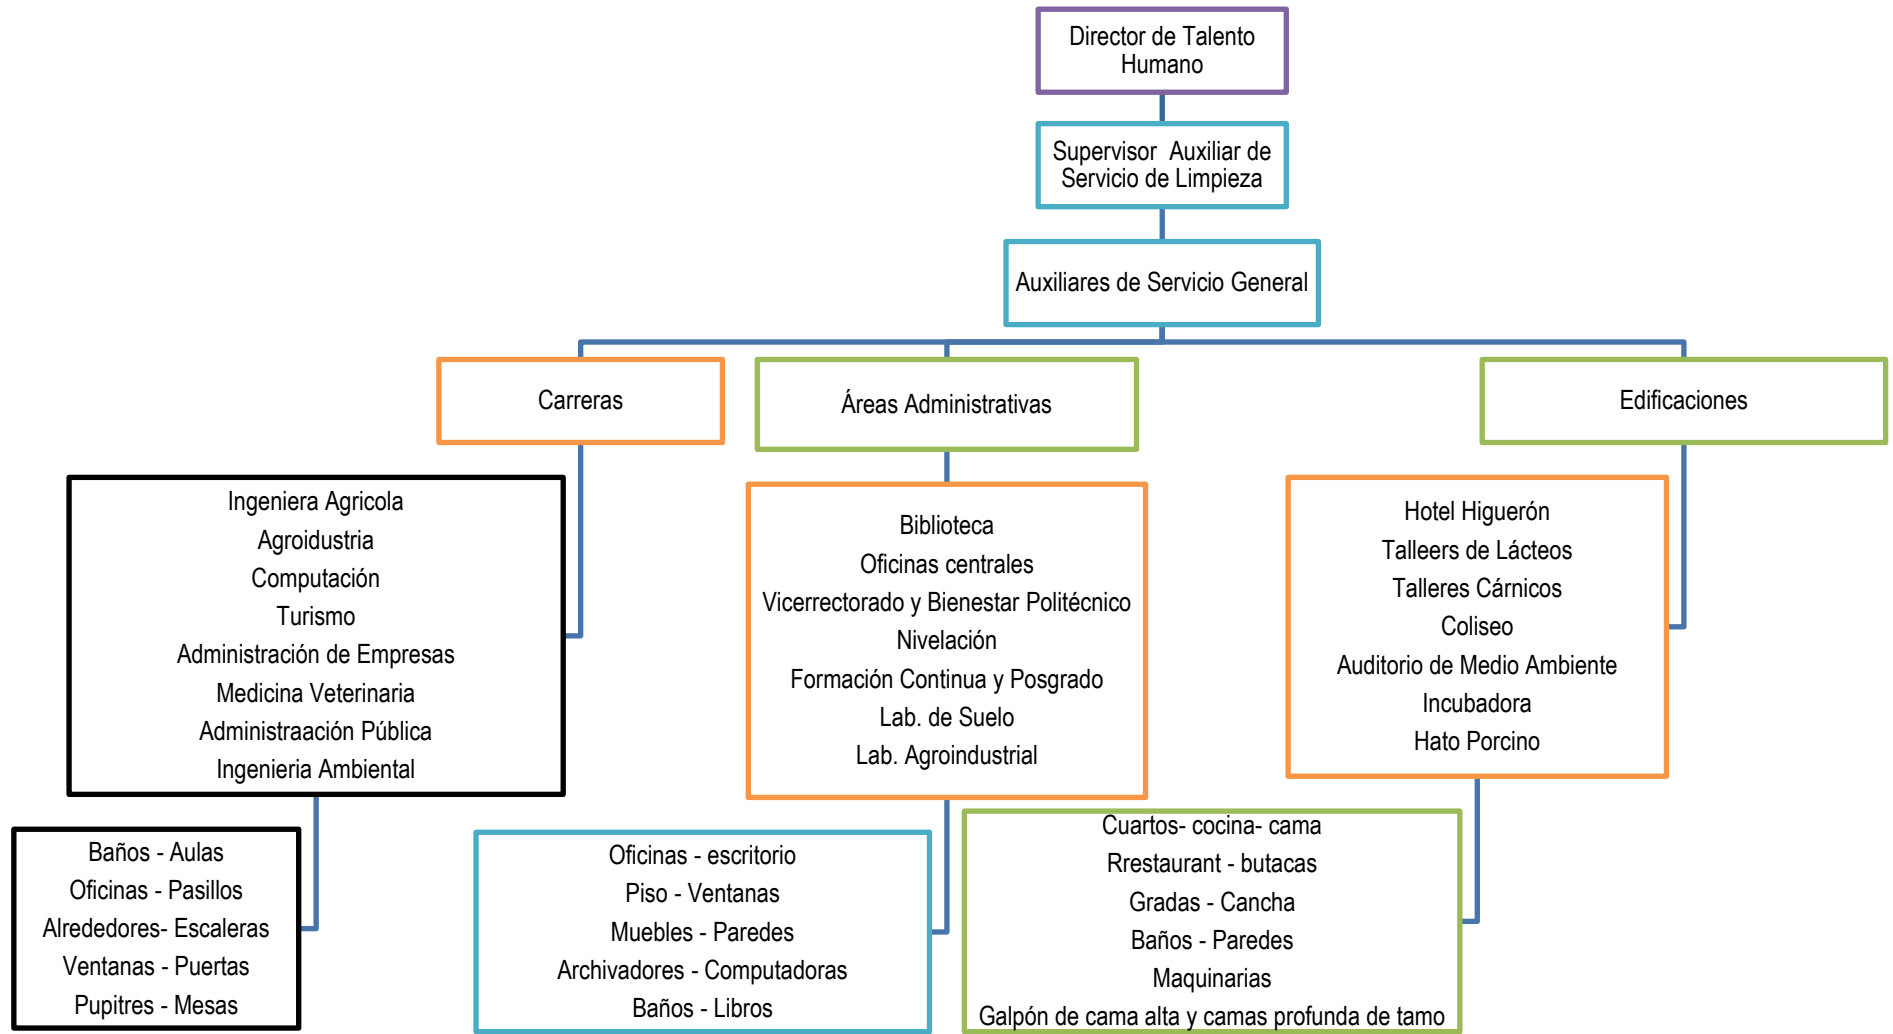 Director de Talento
Humano
Supervisor  Auxiliar de
Servicio de Limpieza
Auxiliares de Servicio General
Carreras
Áreas Administrativas
Edificaciones
Ingeniera Agricola
Agroidustria
Computación
Turismo
Administración de Empresas
Medicina Veterinaria
Administraación Pública
Ingenieria Ambiental
Biblioteca
Oficinas centrales
Vicerrectorado y Bienestar Politécnico
Nivelación
Formación Continua y Posgrado
Lab. de Suelo
Lab. Agroindustrial
Hotel Higuerón
Talleers de Lácteos
Talleres Cárnicos
Coliseo
Auditorio de Medio Ambiente
Incubadora
Hato Porcino
Baños - Aulas
Oficinas - Pasillos
Alrededores- Escaleras
Ventanas - Puertas
Pupitres - Mesas
Oficinas - escritorio
Piso - Ventanas
Muebles - Paredes
Archivadores - Computadoras
Baños - Libros
Cuartos- cocina- cama
Rrestaurant - butacas
Gradas - Cancha
Baños - Paredes
Maquinarias
Galpón de cama alta y camas profunda de tamo